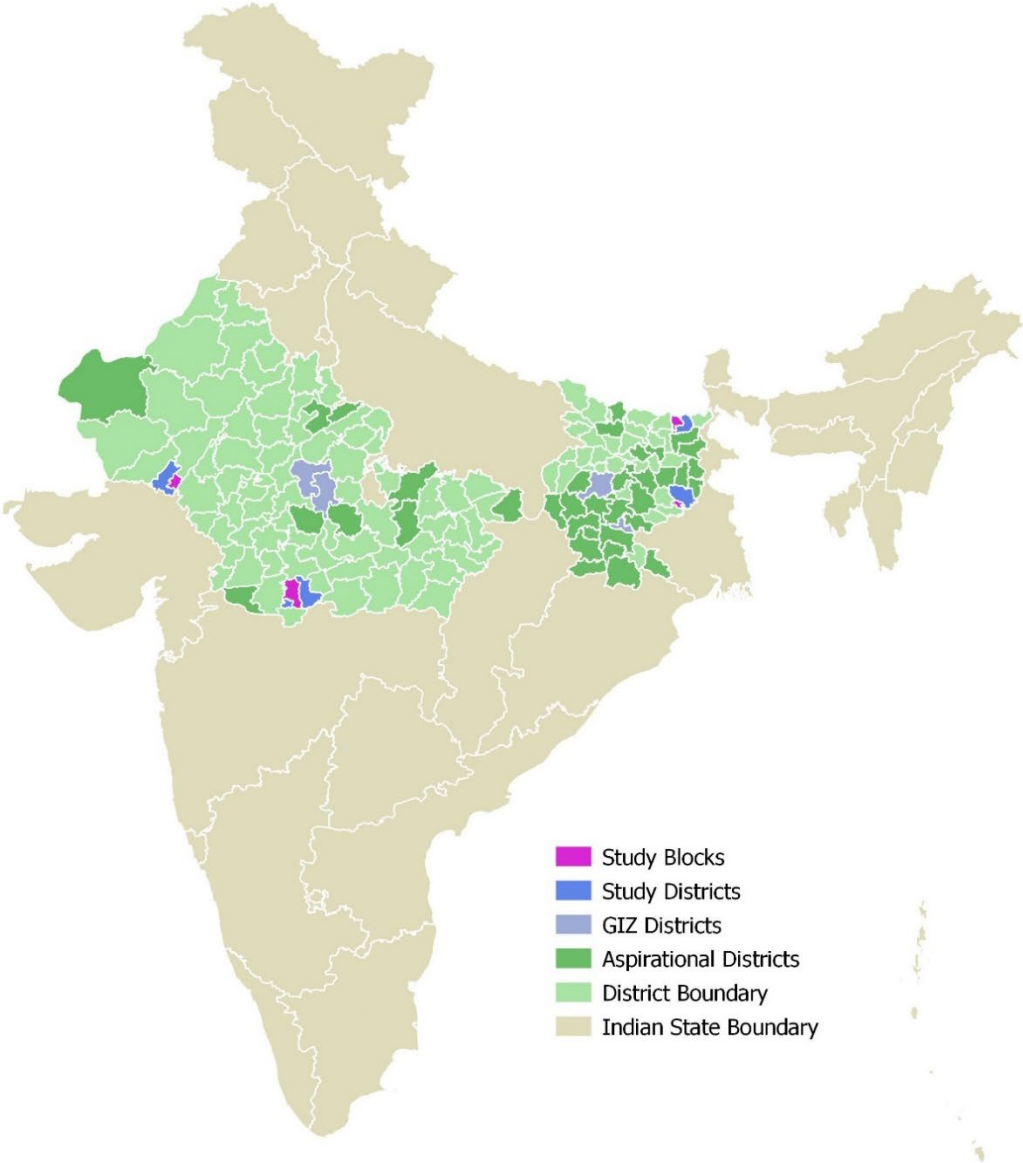 Study Blocks
Study Districts
GIZ Districts
Aspirational Districts
District Boundary
Indian State Boundary